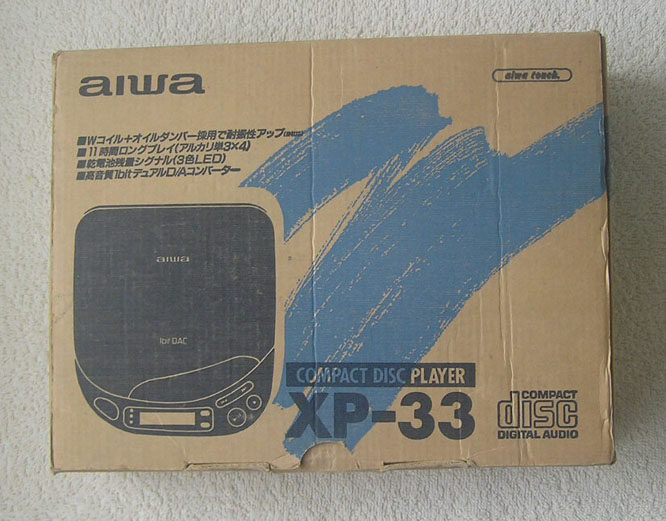 aiwa
aiwa touch.
■Wコイル+オイルダンパー採用で耐振性アップ
■11時間ロングプレイ(アルカリ単3×4)
■乾電池残量シグナル(3色LED)
■高音質1bitデュアルD/Aコンバーター
aiwa
1bit DAC
COMPACT DISC PLAYER
XP-33
COMPACT
disc
DIGITAL AUDIO